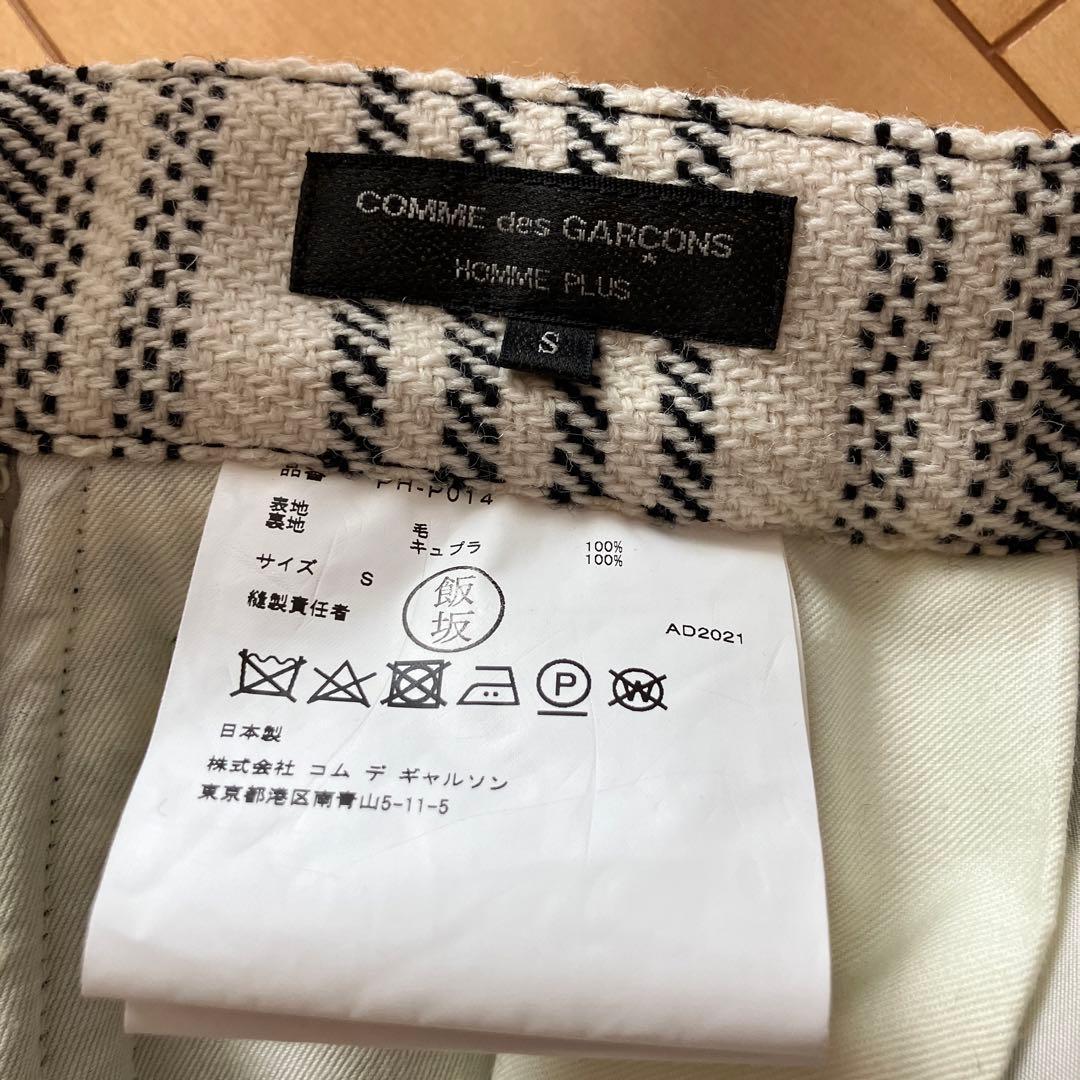 COMME des GARÇONS
HOMME PLUS
S
品番 PH-P014
表地 毛 100%
裏地 キュプラ 100%
サイズ S
縫製責任者 飯坂
AD2021
P
W
日本製
株式会社 コム デ ギャルソン
東京都港区南青山5-11-5